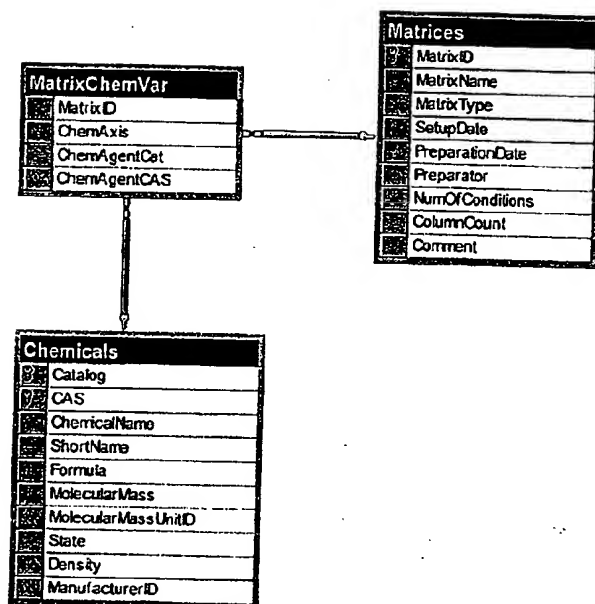 Matrices
MatrixID
MatrixName
MatrixType
SetupDate
PreparationDate
Preparator
NumOfConditions
ColumnCount
Comment
MatrixChemVar
MatrixID
ChemAxis
ChemAgentCat
ChemAgentCAS
Chemicals
Catalog
CAS
ChemicalName
ShortName
Formula
MolecularMass
MolecularMassUnitID
State
Density
ManufacturerID